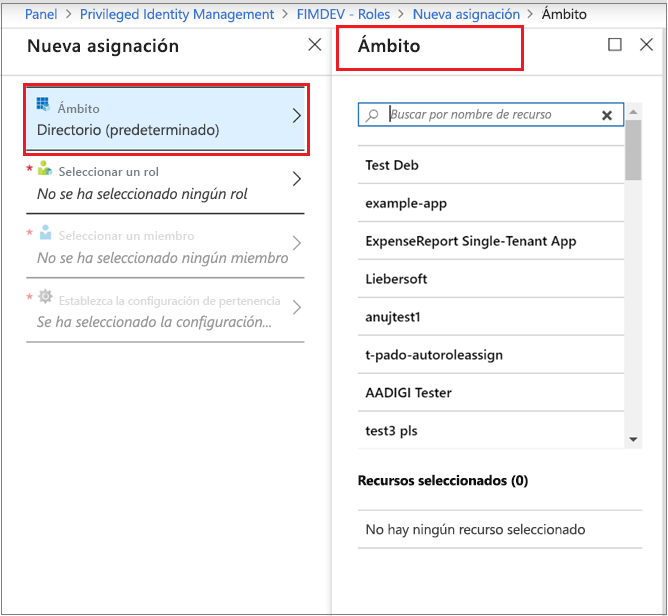 Panel > Privileged Identity Management > FIMDEV - Roles > Nueva asignación > Ámbito
Nueva asignación
Ámbito
Directorio (predeterminado)
* Seleccionar un rol
No se ha seleccionado ningún rol
* Seleccionar un miembro
No se ha seleccionado ningún miembro
* Establezca la configuración de pertenencia
Se ha seleccionado la configuración...
Ámbito
Buscar por nombre de recurso
Test Deb
example-app
ExpenseReport Single-Tenant App
Liebersoft
anujtest1
t-pado-autoroleassign
AADIGI Tester
test3 pls
Recursos seleccionados (0)
No hay ningún recurso seleccionado